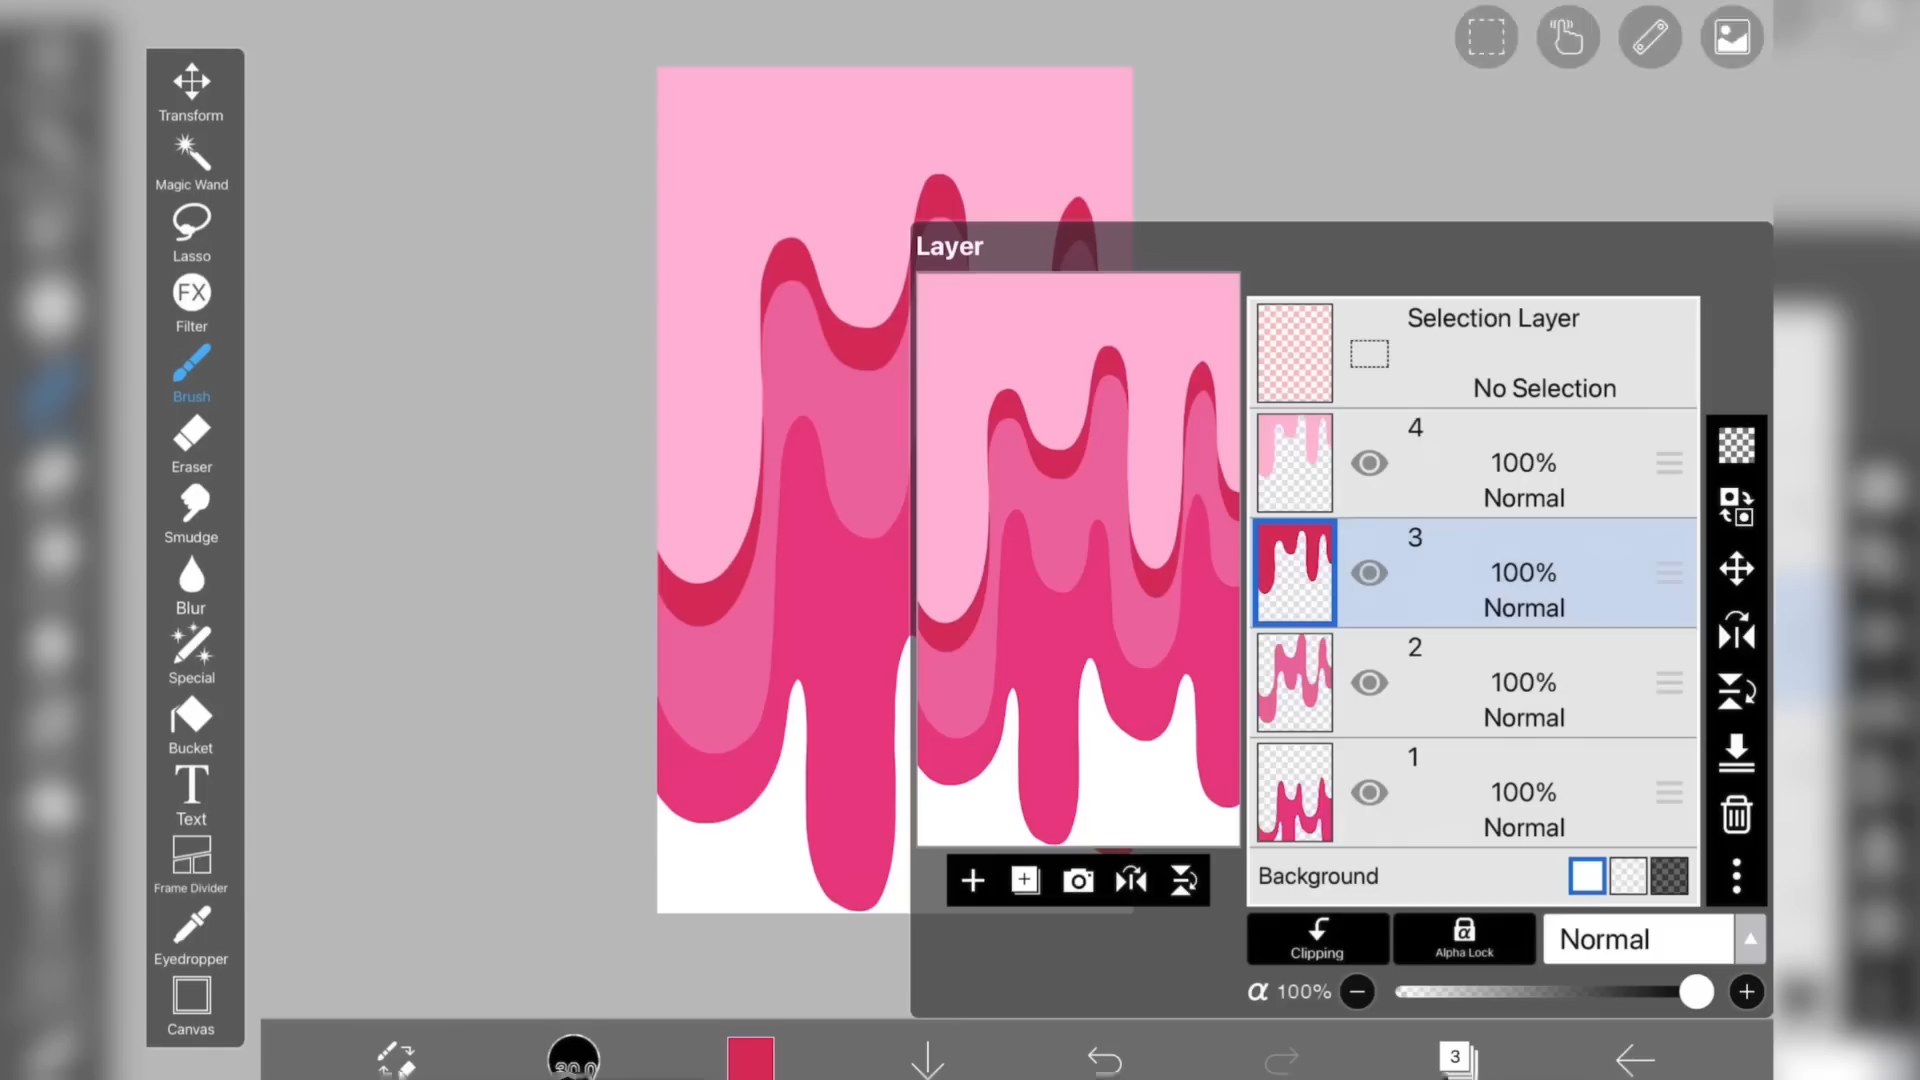 Transform
Magic Wand
Lasso
FX
Filter
Brush
Eraser
Smudge
Blur
Special
Bucket
T
Text
Frame Divider
Eyedropper
Canvas
Layer
Selection Layer
No Selection
4
100%
Normal
3
100%
Normal
2
100%
Normal
1
100%
Normal
Background
Clipping
α
Alpha Lock
Normal
α 100%
30.0
3